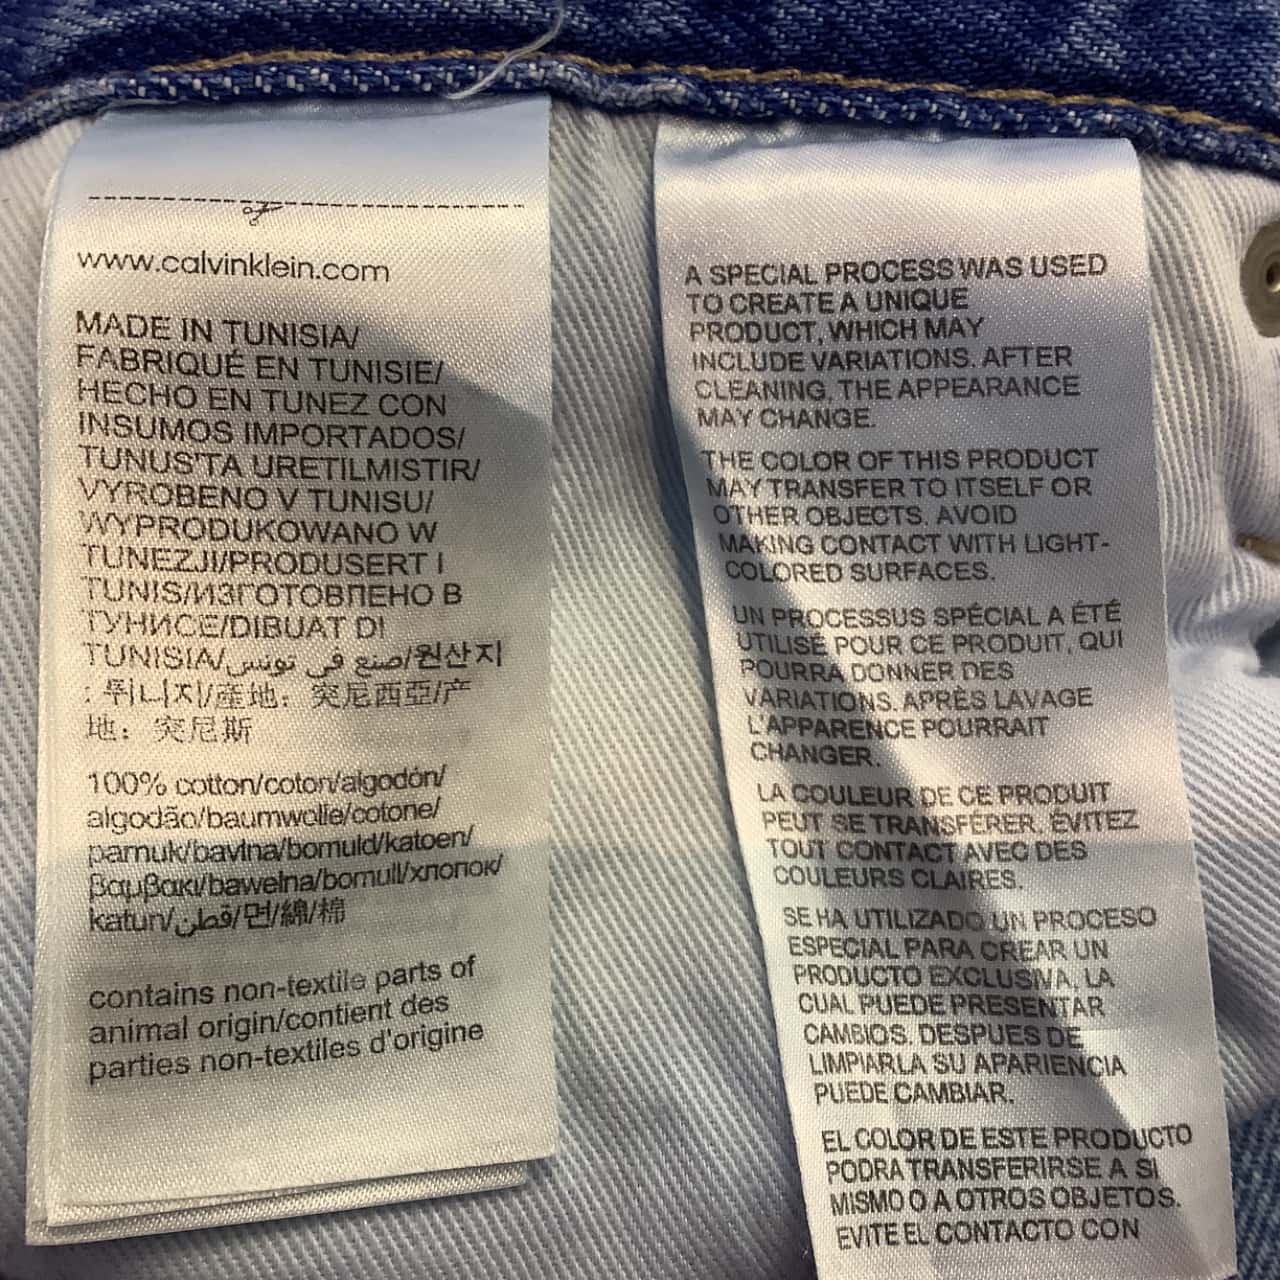 www.calvinklein.com
MADE IN TUNISIA/
FABRIQUÉ EN TUNISIE/
HECHO EN TUNEZ CON
INSUMOS IMPORTADOS/
TUNUS'TA URETILMISTIR/
VYROBENO V TUNISU/
WYPRODUKOWANO W
TUNEZJI/PRODUSERT I
TUNIS/ИЗГОТОВЛЕНО В
ТУНИСЕ/DIBUAT DI
TUNISIA/صنع في تونس/원산지
: 튀니지/産地：突尼西亞/产
地：突尼斯
100% cotton/coton/algodón/
algodão/baumwolle/cotone/
pamuk/bavlna/bomuld/katoen/
βαμβακι/bawełna/bomull/хлопок/
katun/قطن/면/綿/棉
contains non-textile parts of
animal origin/contient des
parties non-textiles d'origine
A SPECIAL PROCESS WAS USED
TO CREATE A UNIQUE
PRODUCT, WHICH MAY
INCLUDE VARIATIONS. AFTER
CLEANING, THE APPEARANCE
MAY CHANGE.
THE COLOR OF THIS PRODUCT
MAY TRANSFER TO ITSELF OR
OTHER OBJECTS. AVOID
MAKING CONTACT WITH LIGHT-
COLORED SURFACES.
UN PROCESSUS SPÉCIAL A ÉTÉ
UTILISÉ POUR CE PRODUIT, QUI
POURRA DONNER DES
VARIATIONS. APRÈS LAVAGE
L'APPARENCE POURRAIT
CHANGER.
LA COULEUR DE CE PRODUIT
PEUT SE TRANSFÉRER. ÉVITEZ
TOUT CONTACT AVEC DES
COULEURS CLAIRES.
SE HA UTILIZADO UN PROCESO
ESPECIAL PARA CREAR UN
PRODUCTO EXCLUSIVA, LA
CUAL PUEDE PRESENTAR
CAMBIOS. DESPUES DE
LIMPIARLA SU APARIENCIA
PUEDE CAMBIAR.
EL COLOR DE ESTE PRODUCTO
PODRA TRANSFERIRSE A SI
MISMO O A OTROS OBJETOS.
EVITE EL CONTACTO CON